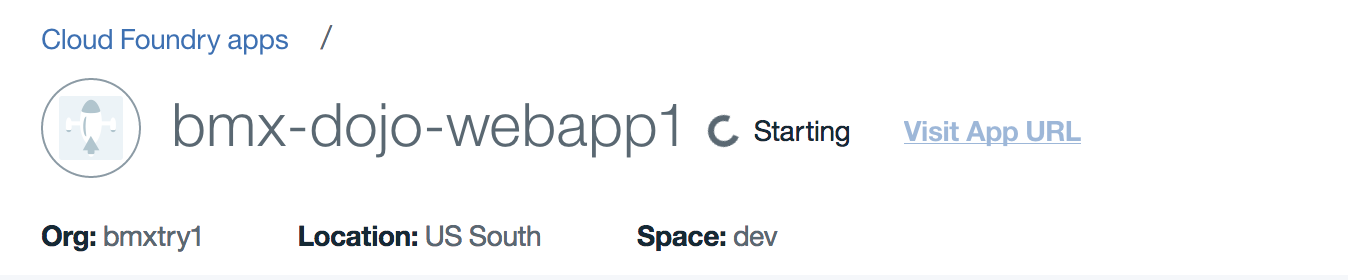 Cloud Foundry apps /
bmx-dojo-webapp1 Starting Visit App URL
Org: bmxtry1 Location: US South Space: dev